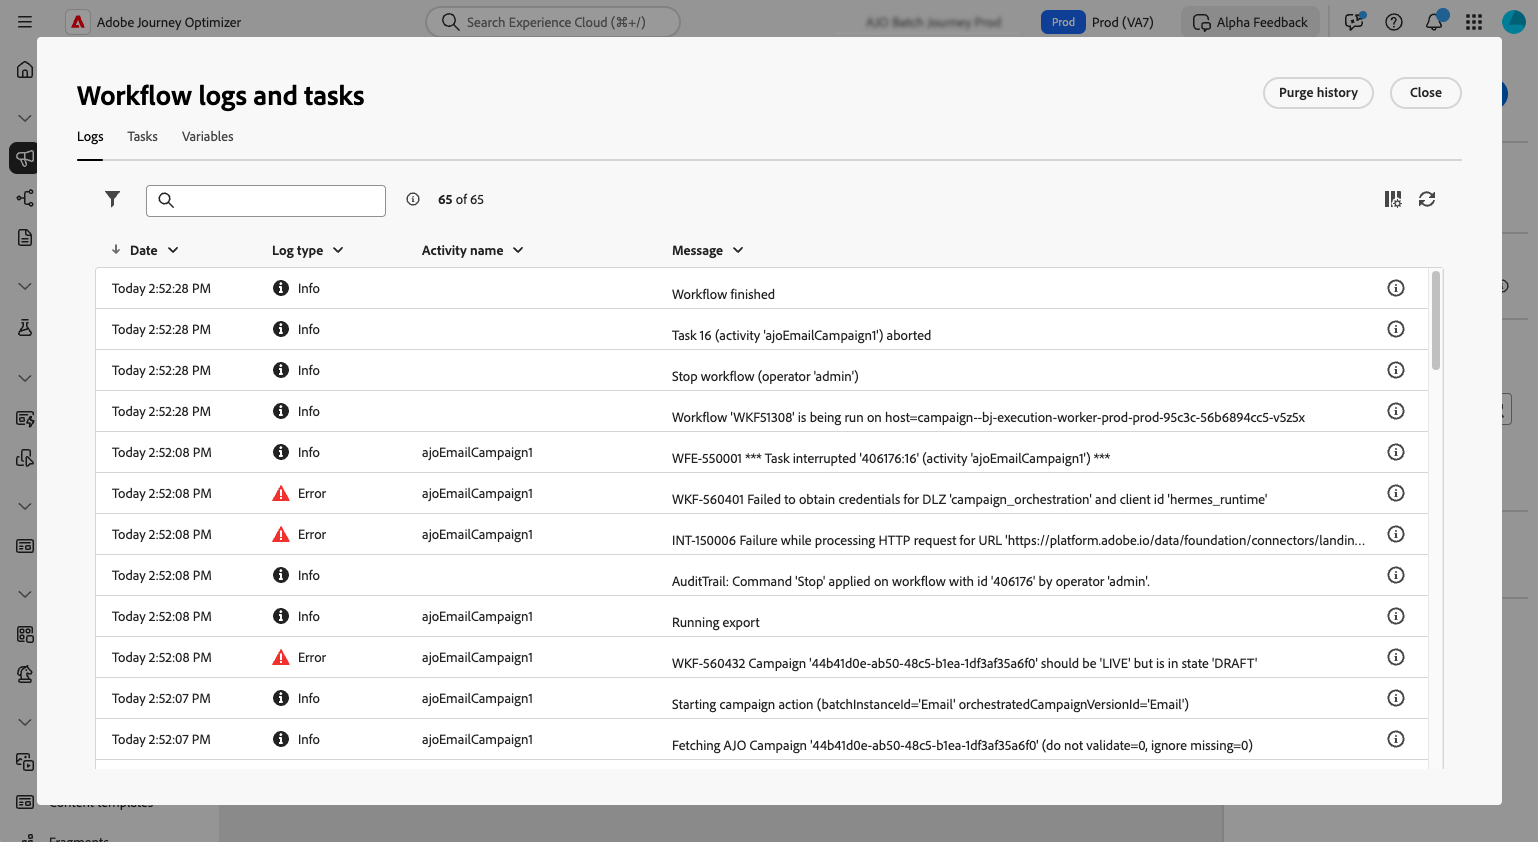 Adobe Journey Optimizer
Search Experience Cloud (⌘+/)
Prod
Prod (VA7)
Alpha Feedback
Workflow logs and tasks
Purge history
Close
Logs
Tasks
Variables
65 of 65
Date
Log type
Activity name
Message
Today 2:52:28 PM Info Workflow finished
Today 2:52:28 PM Info Task 16 (activity 'ajoEmailCampaign1') aborted
Today 2:52:28 PM Info Stop workflow (operator 'admin')
Today 2:52:28 PM Info Workflow 'WKF51308' is being run on host=campaign--bj-execution-worker-prod-prod-95c3c-56b6894cc5-v5z5x
Today 2:52:08 PM Info ajoEmailCampaign1 WFE-550001 *** Task interrupted '406176:16' (activity 'ajoEmailCampaign1') ***
Today 2:52:08 PM Error ajoEmailCampaign1 WKF-560401 Failed to obtain credentials for DLZ 'campaign_orchestration' and client id 'hermes_runtime'
Today 2:52:08 PM Error ajoEmailCampaign1 INT-150006 Failure while processing HTTP request for URL 'https://platform.adobe.io/data/foundation/connectors/landin...
Today 2:52:08 PM Info AuditTrail: Command 'Stop' applied on workflow with id '406176' by operator 'admin'.
Today 2:52:08 PM Info ajoEmailCampaign1 Running export
Today 2:52:08 PM Error ajoEmailCampaign1 WKF-560432 Campaign '44b41d0e-ab50-48c5-b1ea-1df3af35a6f0' should be 'LIVE' but is in state 'DRAFT'
Today 2:52:07 PM Info ajoEmailCampaign1 Starting campaign action (batchInstanceId='Email' orchestratedCampaignVersionId='Email')
Today 2:52:07 PM Info ajoEmailCampaign1 Fetching AJO Campaign '44b41d0e-ab50-48c5-b1ea-1df3af35a6f0' (do not validate=0, ignore missing=0)